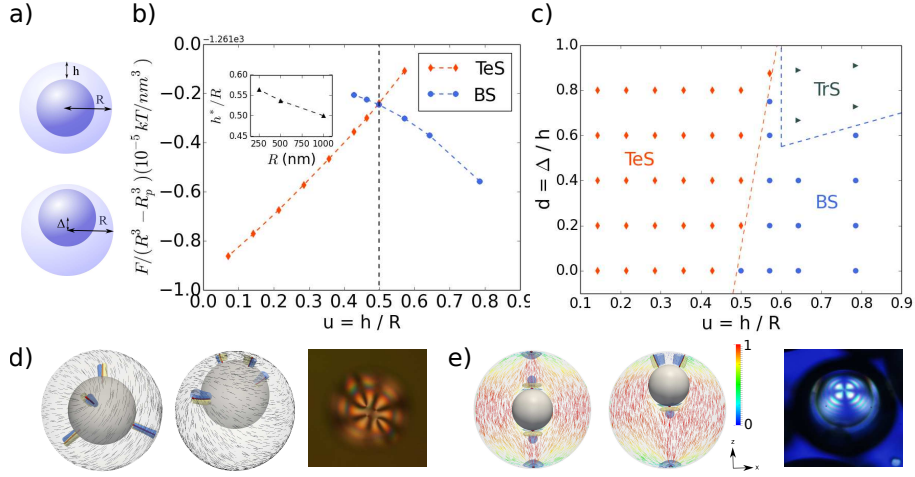 a)
h
R
Δ
R
b)
−1.261e3
0.0
−0.2
−0.4
−0.6
−0.8
−1.0
F/(R³ − R_p³)(10⁻⁵ kT/nm³)
0.0 0.1 0.2 0.3 0.4 0.5 0.6 0.7 0.8 0.9
u = h / R
TeS
BS
0.60
0.55
0.50
0.45
h*/R
250 500 1000
R (nm)
c)
1.0
0.8
0.6
0.4
0.2
0.0
d = Δ / h
TeS
TrS
BS
0.1 0.2 0.3 0.4 0.5 0.6 0.7 0.8 0.9
u = h / R
d)
e)
1
0
z
x